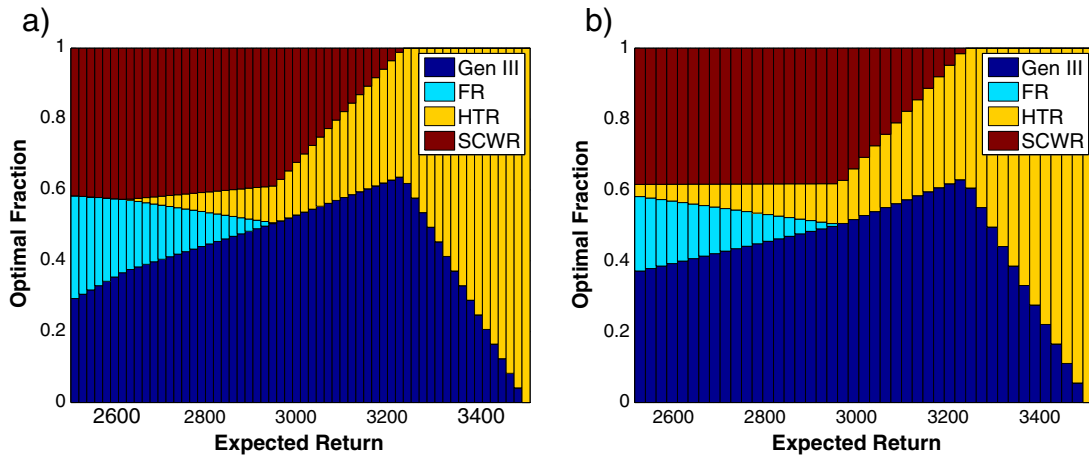 a)
Optimal Fraction
1
0.8
0.6
0.4
0.2
0
2600 2800 3000 3200 3400
Expected Return
Gen III
FR
HTR
SCWR
b)
Optimal Fraction
1
0.8
0.6
0.4
0.2
0
2600 2800 3000 3200 3400
Expected Return
Gen III
FR
HTR
SCWR